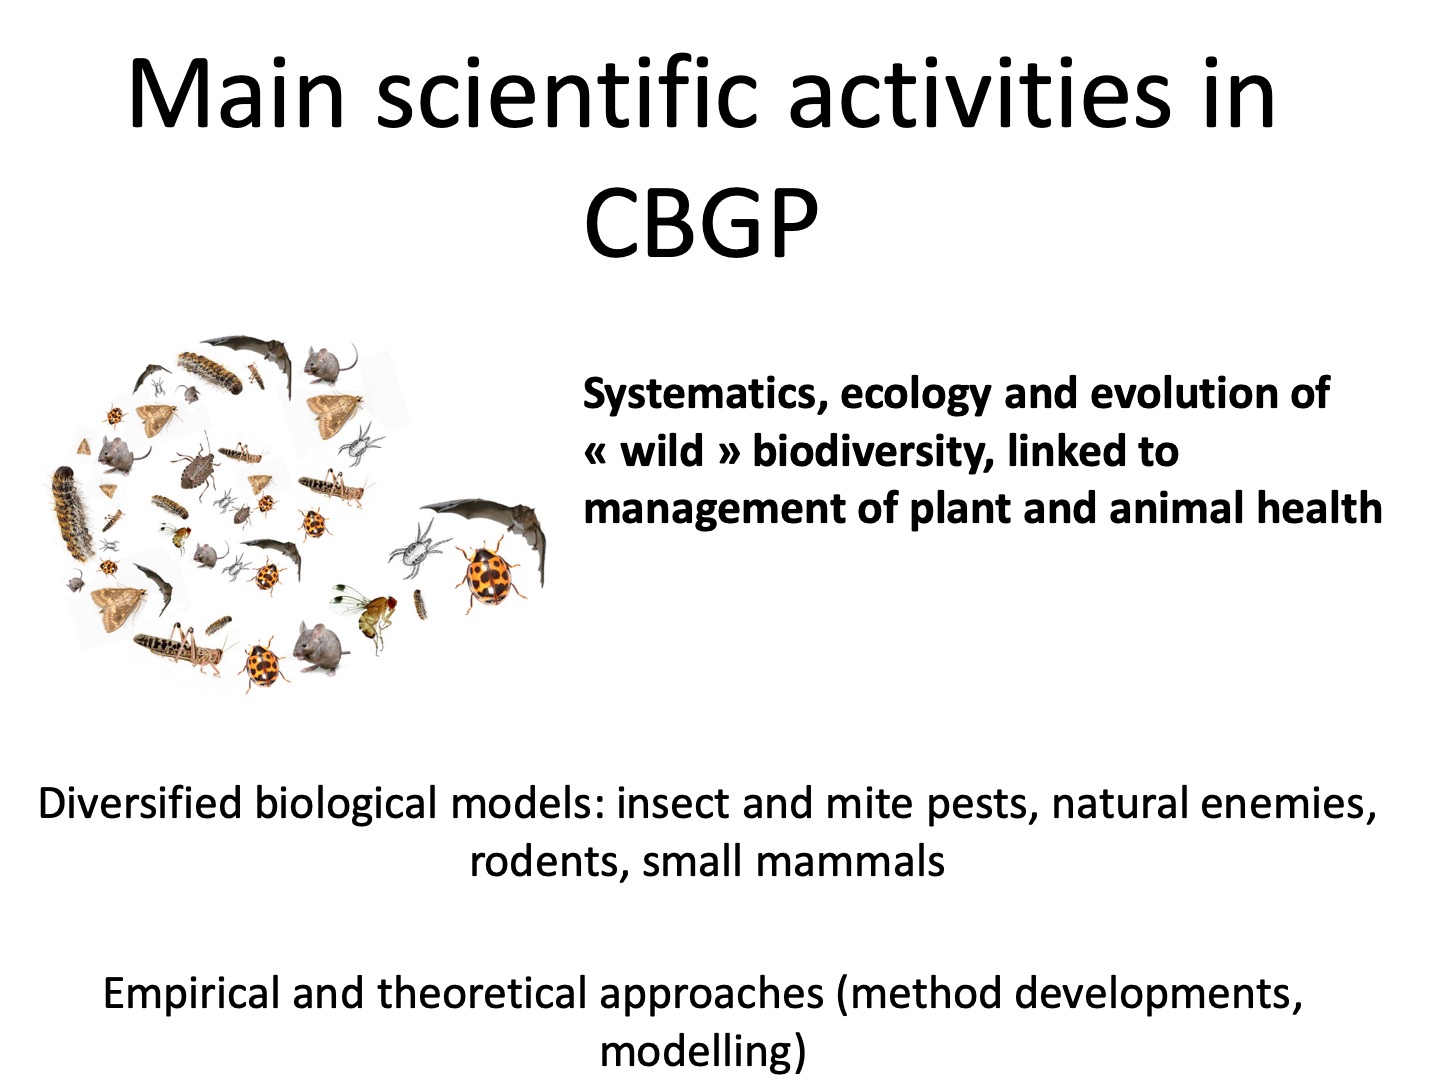 Main scientific activities in
CBGP
Systematics, ecology and evolution of
« wild » biodiversity, linked to
management of plant and animal health
Diversified biological models: insect and mite pests, natural enemies,
rodents, small mammals
Empirical and theoretical approaches (method developments,
modelling)